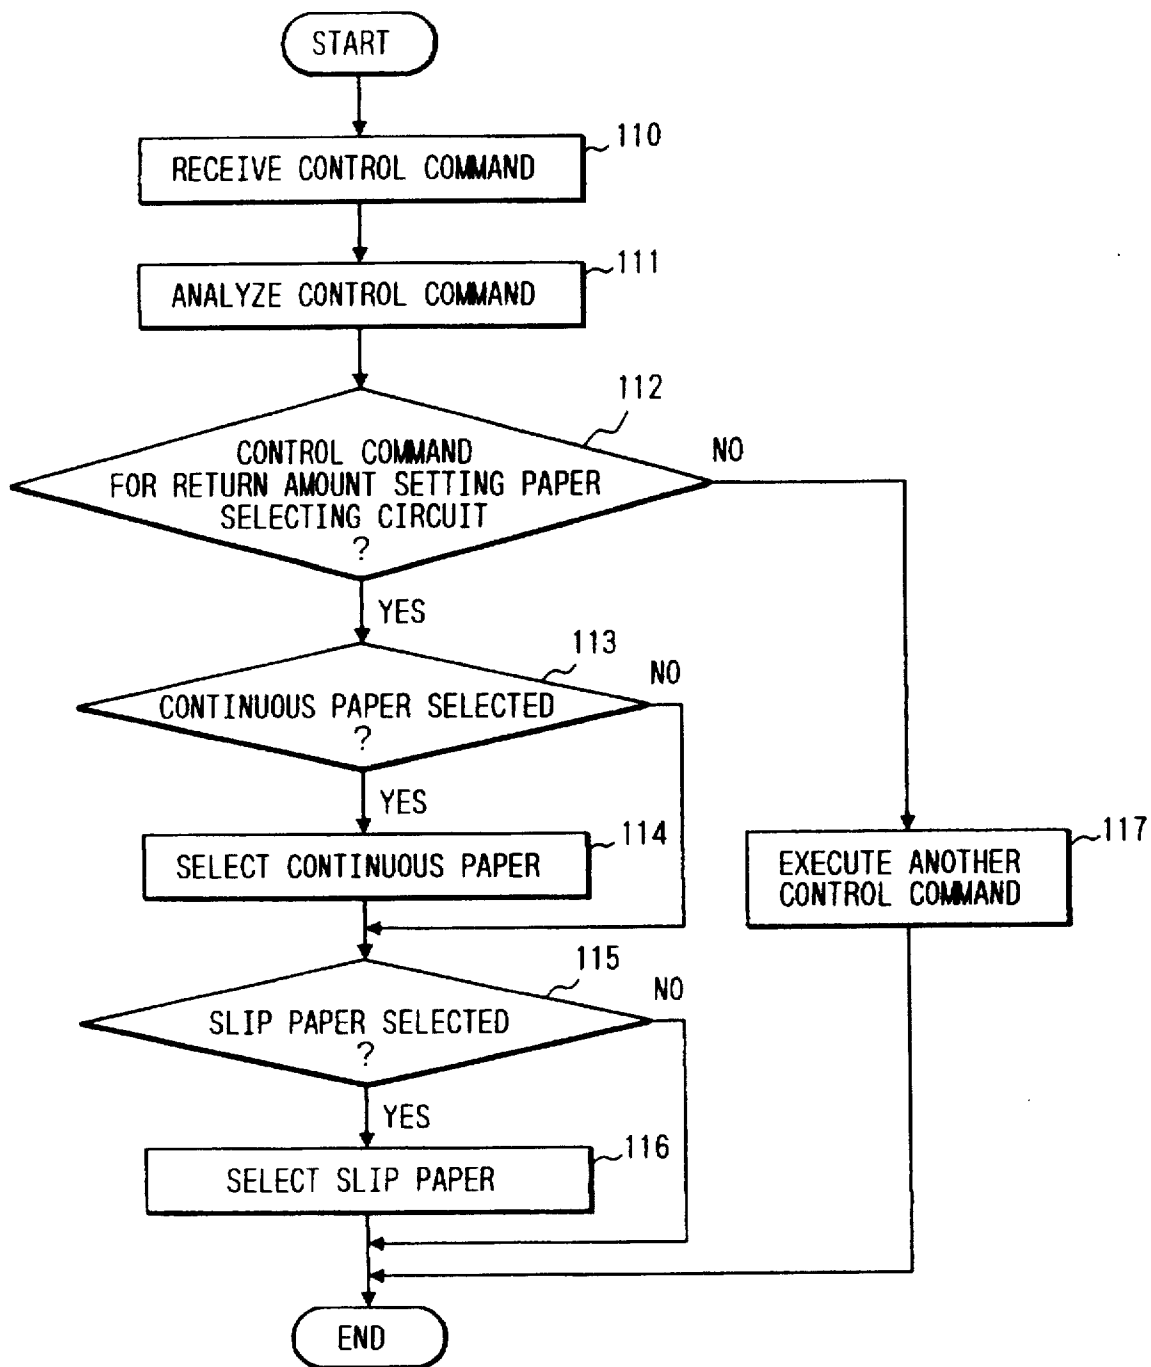 START
RECEIVE CONTROL COMMAND
110
ANALYZE CONTROL COMMAND
111
112
CONTROL COMMAND
FOR RETURN AMOUNT SETTING PAPER
SELECTING CIRCUIT
?
NO
YES
113
CONTINUOUS PAPER SELECTED
?
NO
YES
SELECT CONTINUOUS PAPER
114
EXECUTE ANOTHER
CONTROL COMMAND
117
115
SLIP PAPER SELECTED
?
NO
YES
SELECT SLIP PAPER
116
END